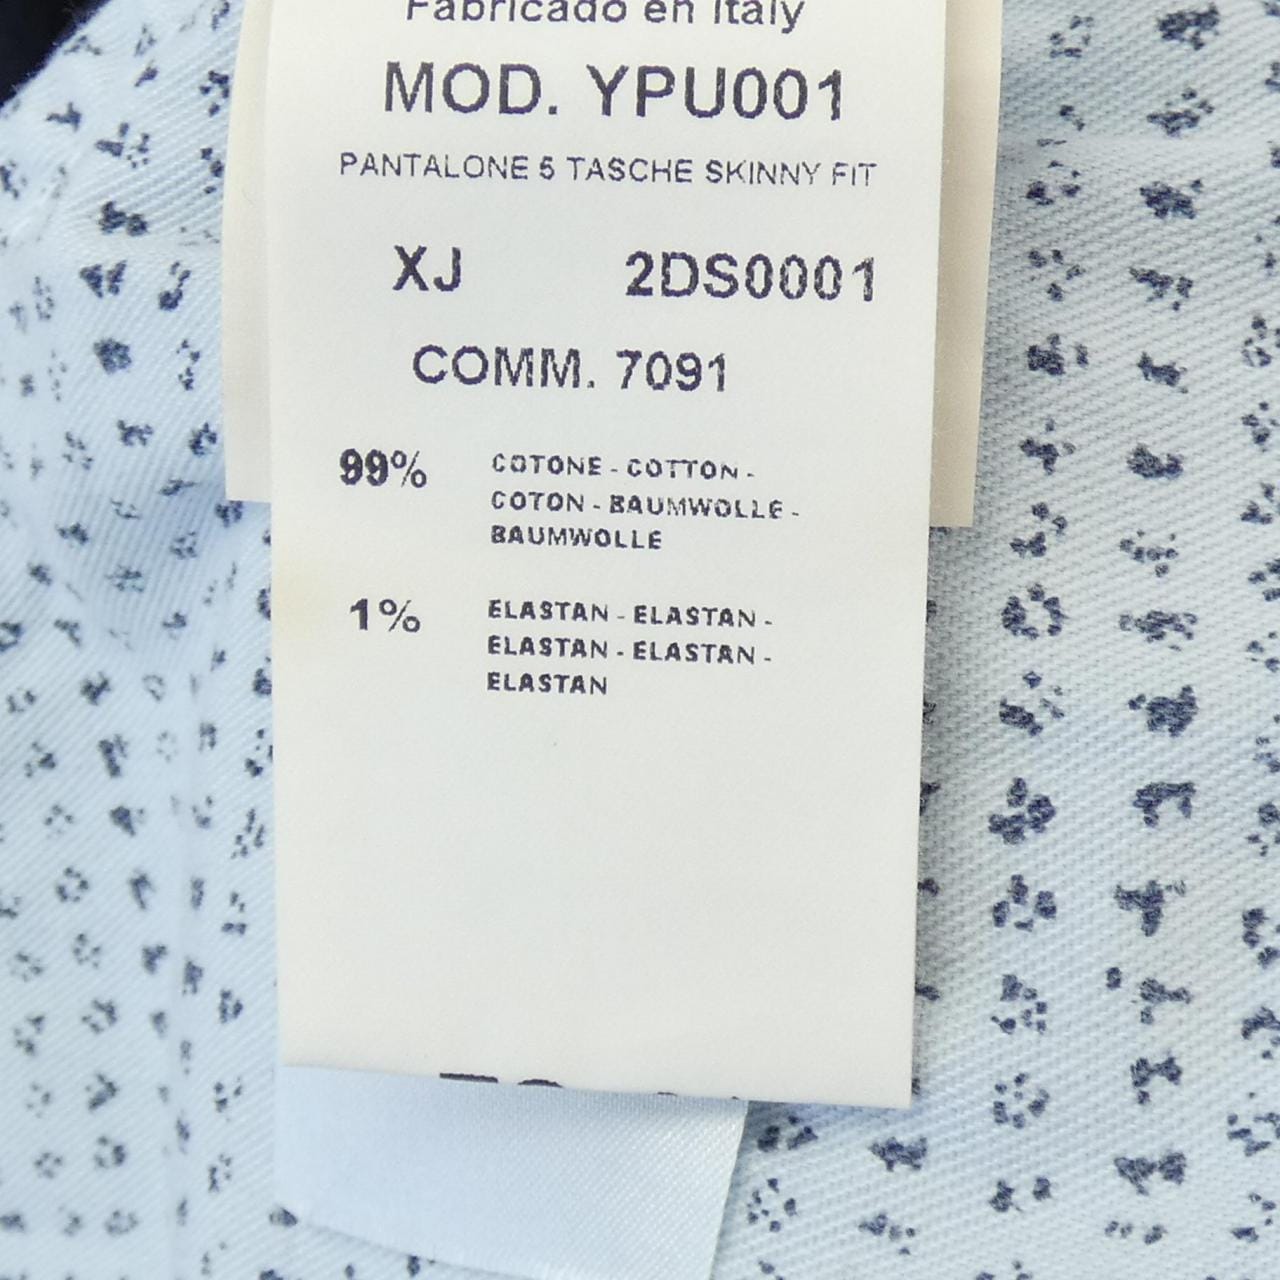 Fabricado en Italy
MOD. YPU001
PANTALONE 5 TASCHE SKINNY FIT
XJ 2DS0001
COMM. 7091
99% COTONE - COTTON -
COTON - BAUMWOLLE -
BAUMWOLLE
1% ELASTAN - ELASTAN -
ELASTAN - ELASTAN -
ELASTAN